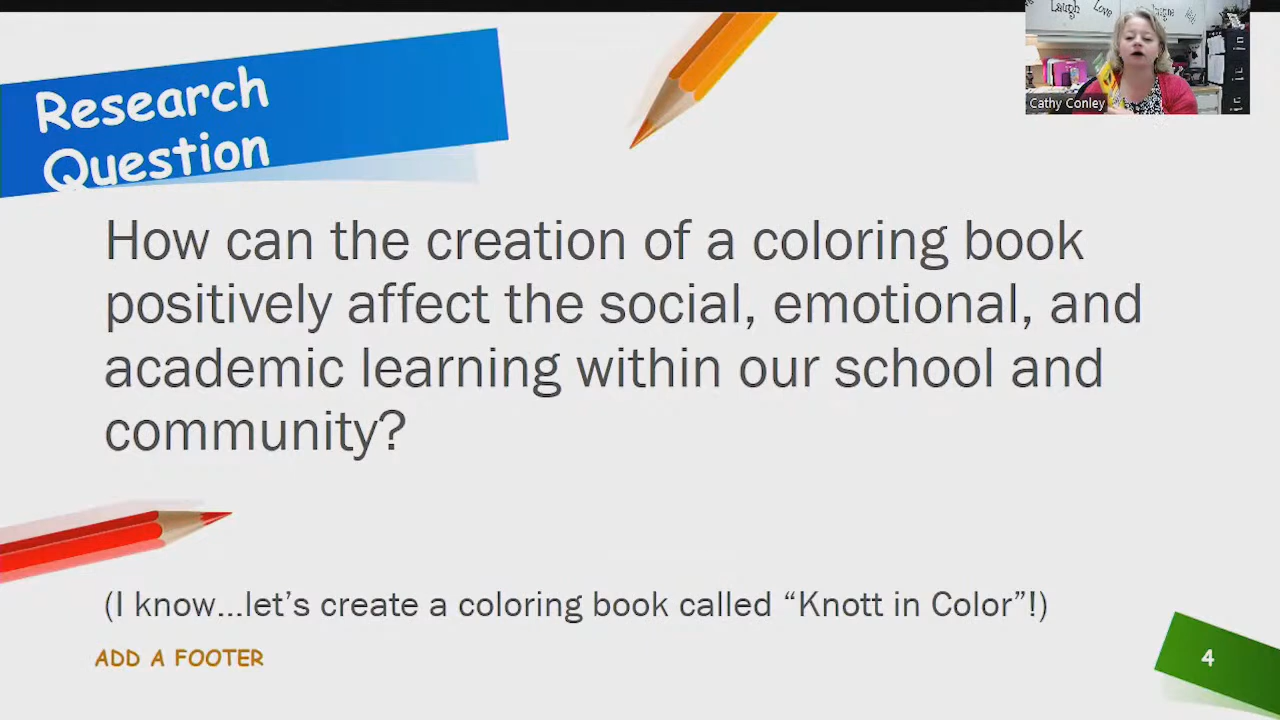 Research
Question
How can the creation of a coloring book
positively affect the social, emotional, and
academic learning within our school and
community?
(I know...let's create a coloring book called “Knott in Color”!)
ADD A FOOTER
4
Laugh
Love
Cathy Conley